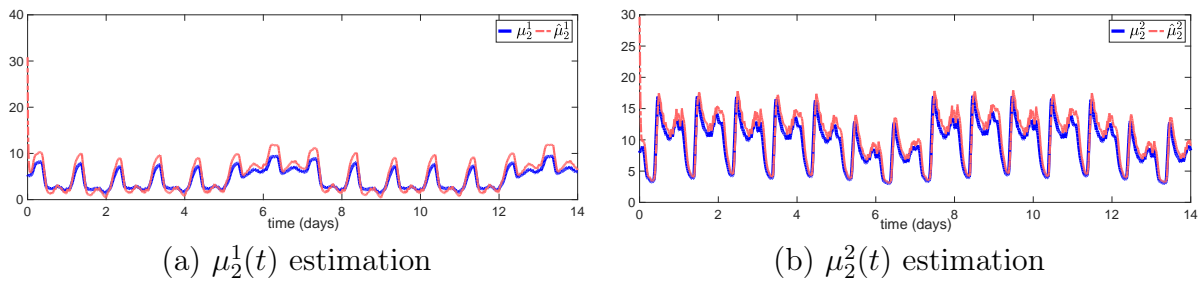 40
30
20
10
0
0 2 4 6 8 10 12 14
time (days)
μ₂¹ μ̂₂¹
(a) μ₂¹(t) estimation
30
25
20
15
10
5
0
0 2 4 6 8 10 12 14
time (days)
μ₂² μ̂₂²
(b) μ₂²(t) estimation